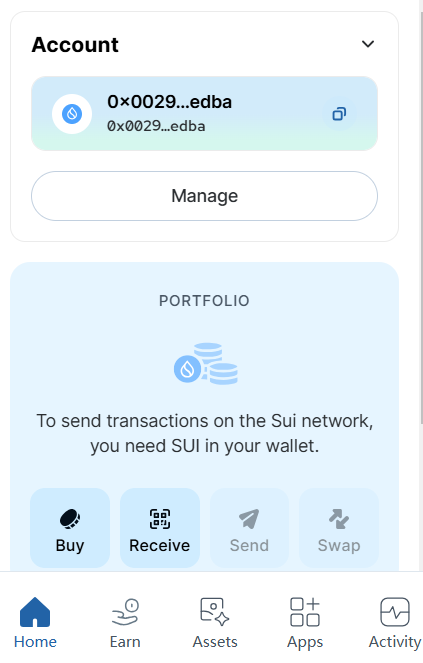 Account
0×0029…edba
0x0029…edba
Manage
PORTFOLIO
To send transactions on the Sui network,
you need SUI in your wallet.
Buy
Receive
Send
Swap
Home
Earn
Assets
Apps
Activity